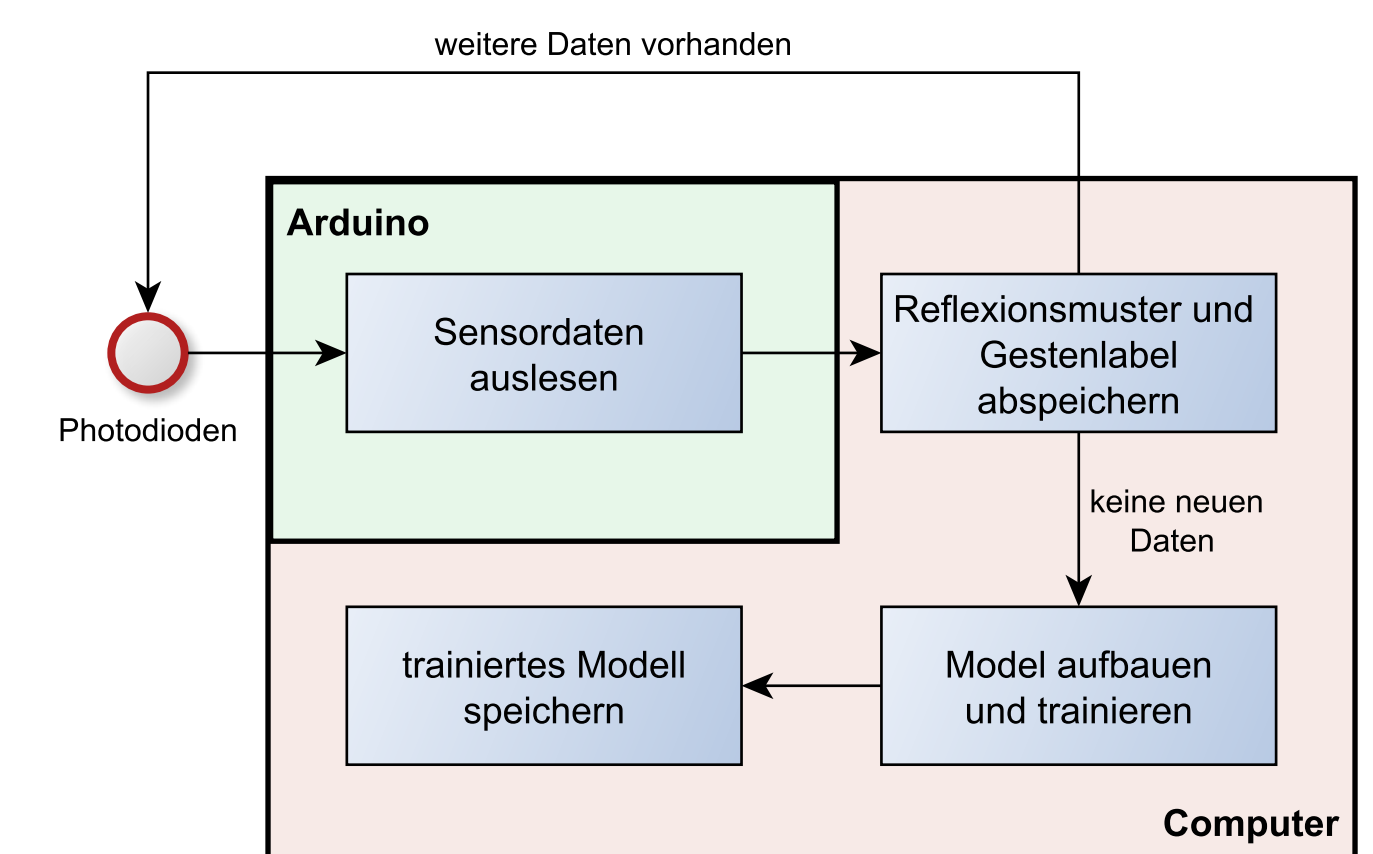 weitere Daten vorhanden
Arduino
Sensordaten
auslesen
Reflexionsmuster und
Gestenlabel
abspeichern
Photodioden
keine neuen
Daten
trainiertes Modell
speichern
Model aufbauen
und trainieren
Computer